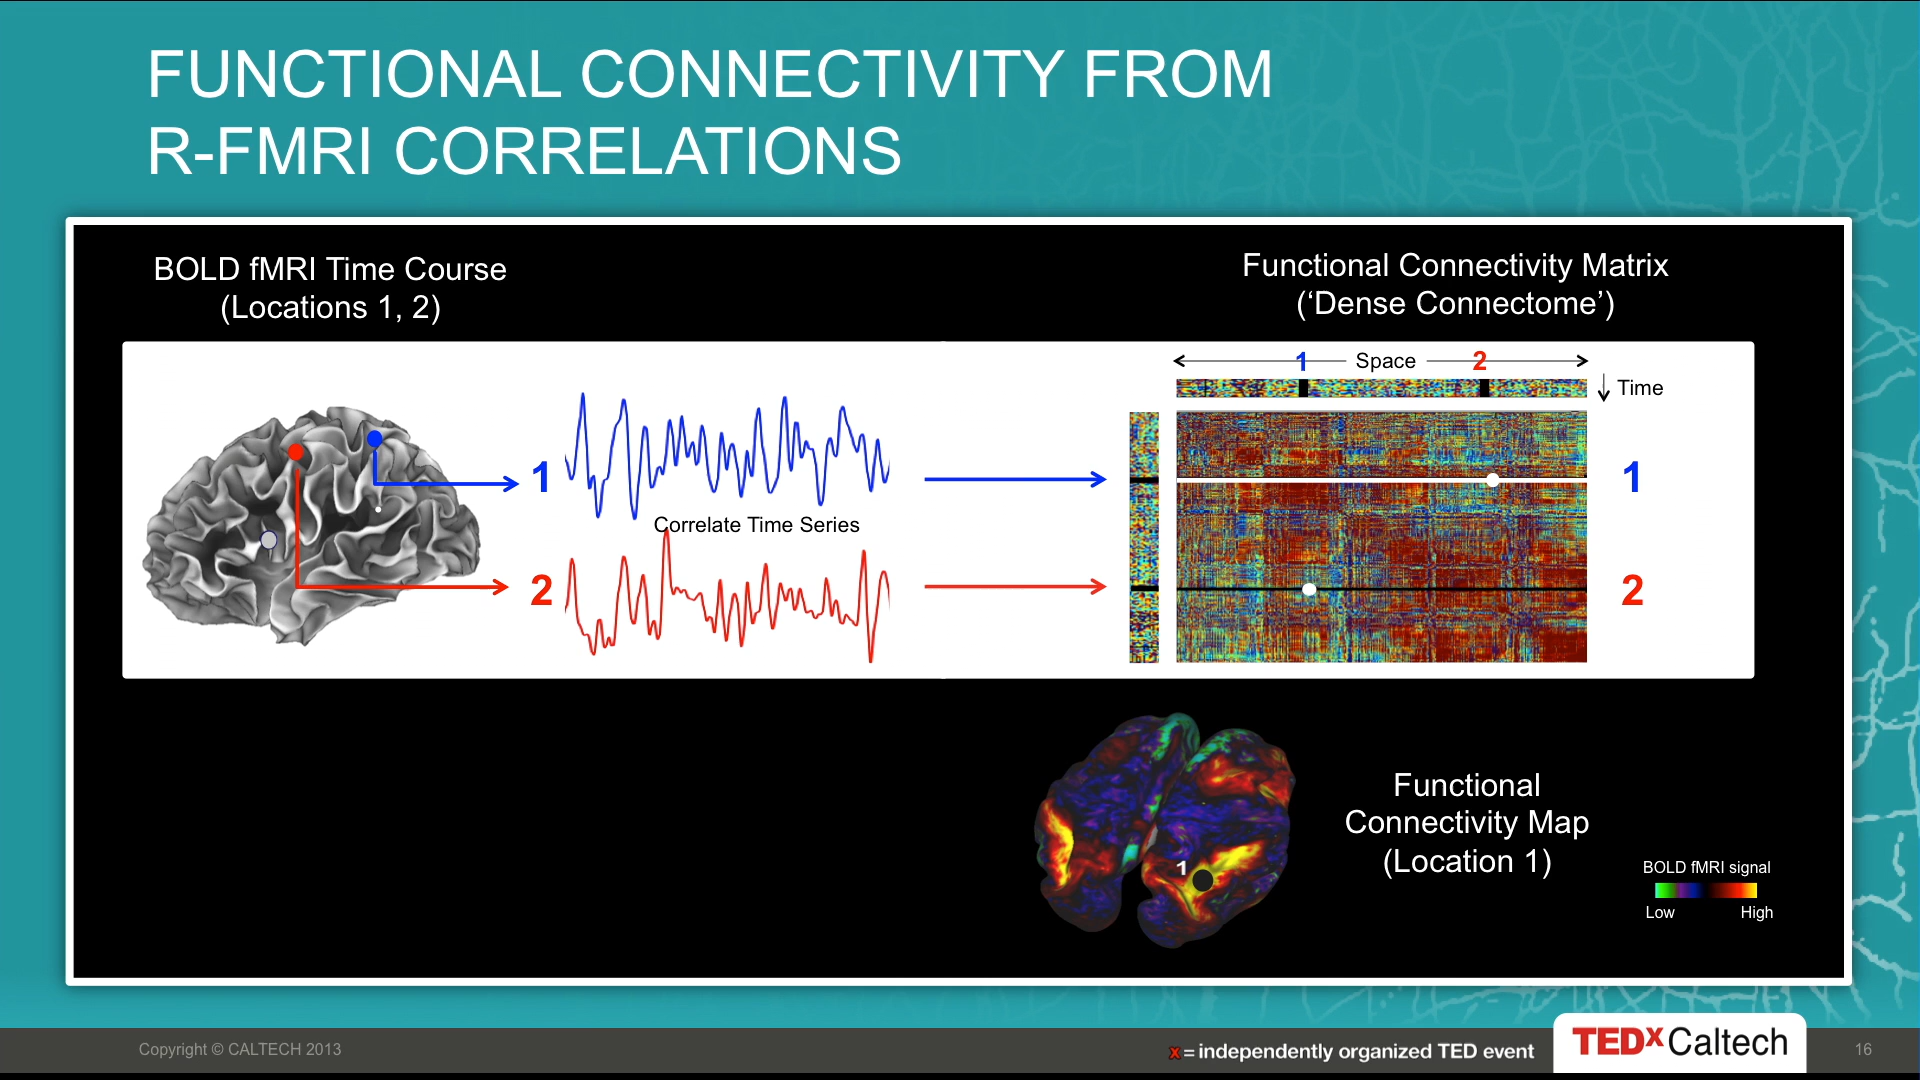 FUNCTIONAL CONNECTIVITY FROM
R-FMRI CORRELATIONS
BOLD fMRI Time Course
(Locations 1, 2)
Functional Connectivity Matrix
(‘Dense Connectome’)
1 Space 2
Time
1
Correlate Time Series
2
1
2
1
Functional
Connectivity Map
(Location 1)
BOLD fMRI signal
Low High
Copyright © CALTECH 2013
x = independently organized TED event
TEDxCaltech
16